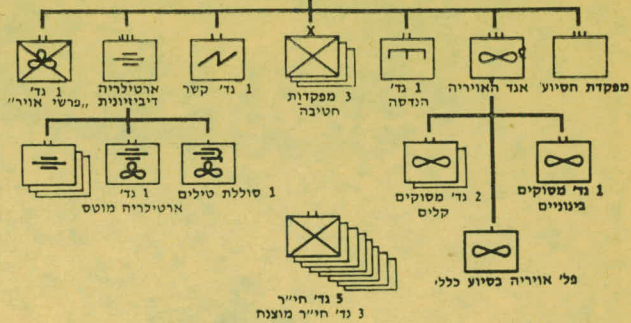 מפקדת חסיוע
אגד האויריה
1 גד'
הנדסה
3 מפקדות
חטיבה
1 גד' קשר
ארטילריה
דיביזיונית
1 גד'
„פרשי אויר"
1 גד' מסוקים
בינוניים
2 גד' מסוקים
קלים
1 סוללת טילים
1 גד'
ארטילריה מוטס
פל' אויריה בסיוע כללי
5 גד' חי"ר
3 גד' חי"ר מוצנח